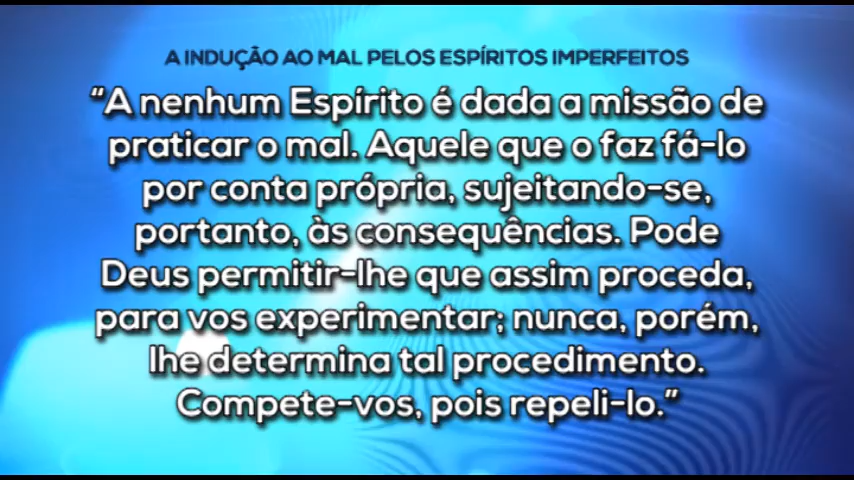 A INDUÇÃO AO MAL PELOS ESPÍRITOS IMPERFEITOS
“A nenhum Espírito é dada a missão de
praticar o mal. Aquele que o faz fá-lo
por conta própria, sujeitando-se,
portanto, às consequências. Pode
Deus permitir-lhe que assim proceda,
para vos experimentar; nunca, porém,
lhe determina tal procedimento.
Compete-vos, pois repeli-lo.”